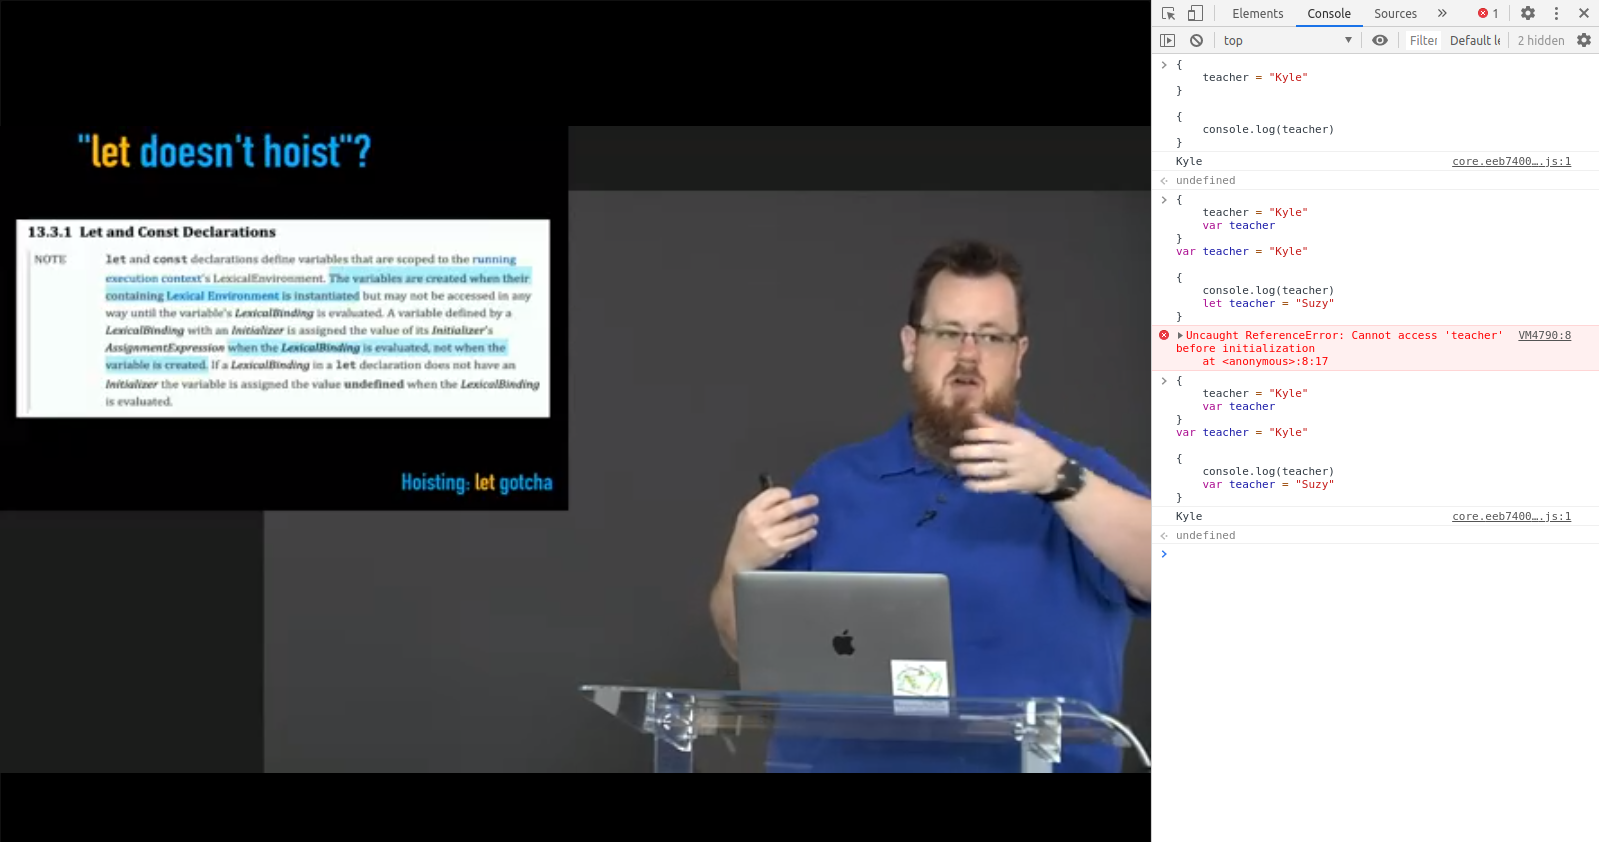 "let doesn't hoist"?
13.3.1 Let and Const Declarations
NOTE let and const declarations define variables that are scoped to the running
execution context's LexicalEnvironment. The variables are created when their
containing Lexical Environment is instantiated but may not be accessed in any
way until the variable's LexicalBinding is evaluated. A variable defined by a
LexicalBinding with an Initializer is assigned the value of its Initializer's
AssignmentExpression when the LexicalBinding is evaluated, not when the
variable is created. If a LexicalBinding in a let declaration does not have an
Initializer the variable is assigned the value undefined when the LexicalBinding
is evaluated.
Hoisting: let gotcha
Elements Console Sources » 1
top Filter Default le 2 hidden
> {
teacher = "Kyle"
}
{
console.log(teacher)
}
Kyle core.eeb7400….js:1
undefined
> {
teacher = "Kyle"
var teacher
}
var teacher = "Kyle"
{
console.log(teacher)
let teacher = "Suzy"
}
Uncaught ReferenceError: Cannot access 'teacher' VM4790:8
before initialization
at <anonymous>:8:17
> {
teacher = "Kyle"
var teacher
}
var teacher = "Kyle"
{
console.log(teacher)
var teacher = "Suzy"
}
Kyle core.eeb7400….js:1
undefined
>